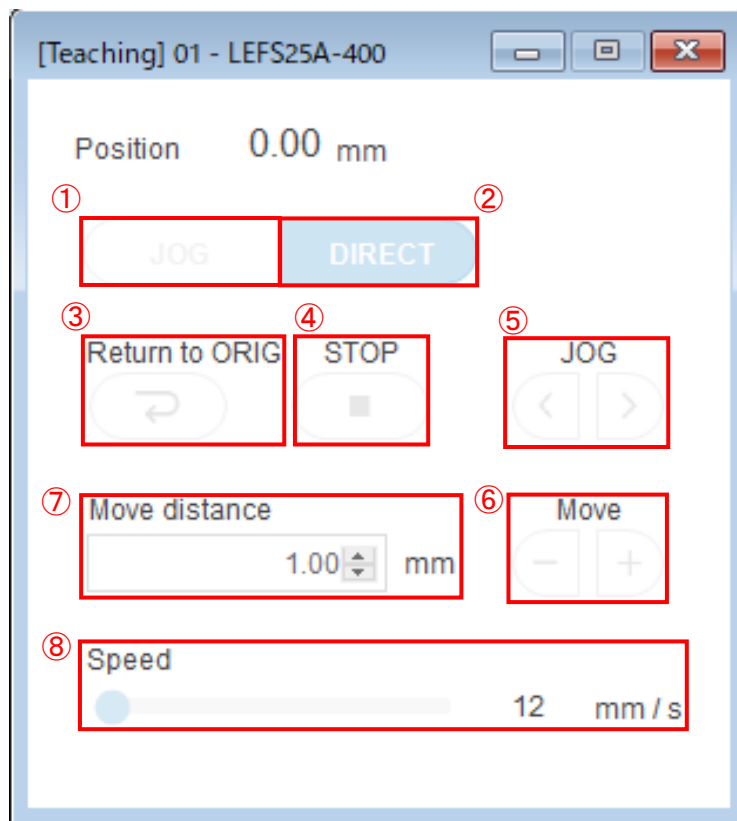 [Teaching] 01 - LEFS25A-400
Position 0.00 mm
① ②
JOG DIRECT
③ ④ ⑤
Return to ORIG STOP JOG
⑦ ⑥
Move distance Move
1.00 mm − +
⑧
Speed
12 mm / s